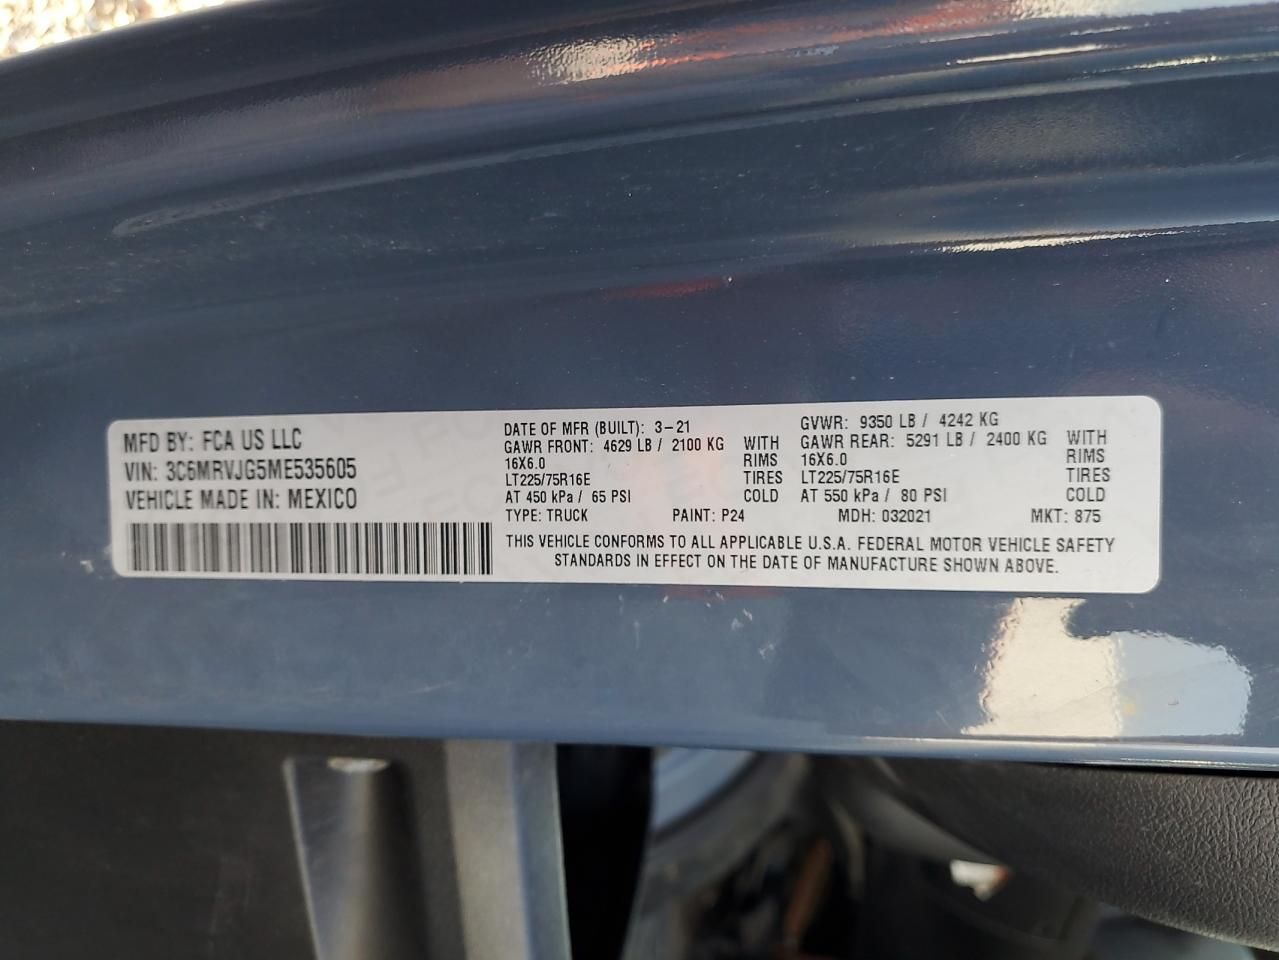 MFD BY: FCA US LLC
VIN: 3C6MRVJG5ME535605
VEHICLE MADE IN: MEXICO
DATE OF MFR (BUILT): 3-21
GAWR FRONT: 4629 LB / 2100 KG WITH
16X6.0 RIMS
LT225/75R16E TIRES
AT 450 kPa / 65 PSI COLD
GVWR: 9350 LB / 4242 KG
GAWR REAR: 5291 LB / 2400 KG WITH
16X6.0 RIMS
LT225/75R16E TIRES
AT 550 kPa / 80 PSI COLD
TYPE: TRUCK PAINT: P24 MDH: 032021 MKT: 875
THIS VEHICLE CONFORMS TO ALL APPLICABLE U.S.A. FEDERAL MOTOR VEHICLE SAFETY
STANDARDS IN EFFECT ON THE DATE OF MANUFACTURE SHOWN ABOVE.